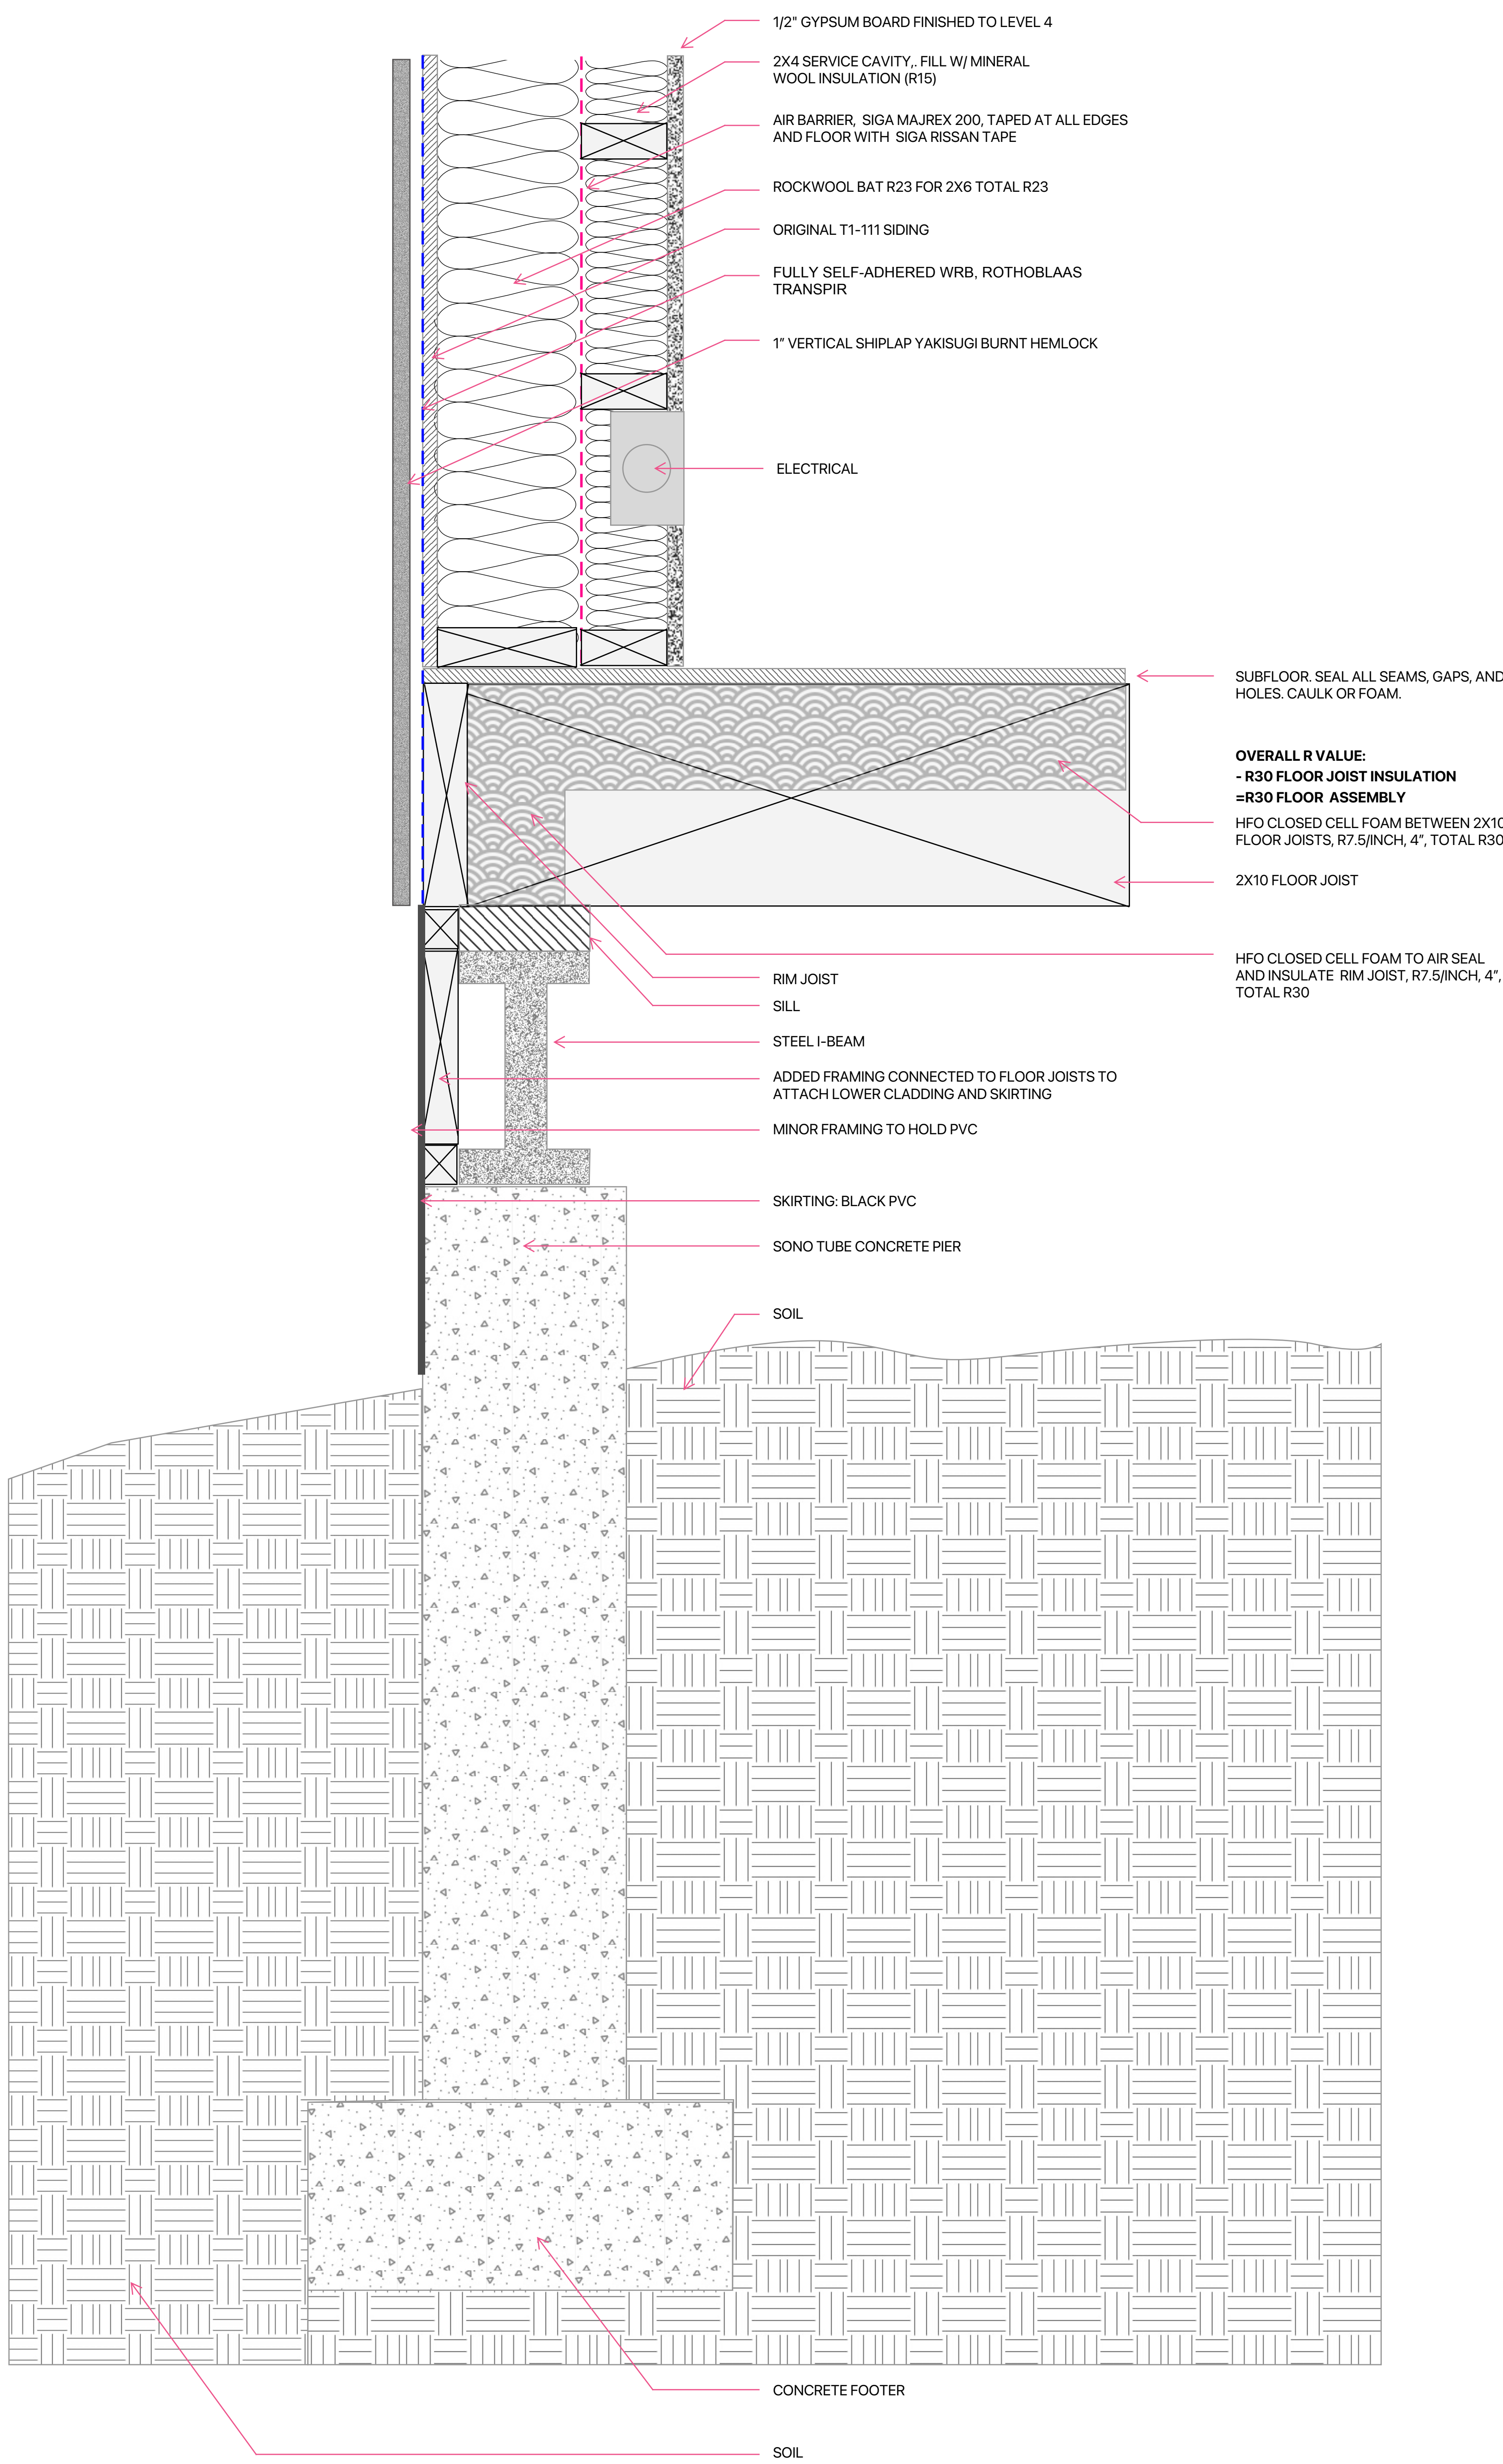 1/2" GYPSUM BOARD FINISHED TO LEVEL 4
2X4 SERVICE CAVITY,. FILL W/ MINERAL
WOOL INSULATION (R15)
AIR BARRIER, SIGA MAJREX 200, TAPED AT ALL EDGES
AND FLOOR WITH SIGA RISSAN TAPE
ROCKWOOL BAT R23 FOR 2X6 TOTAL R23
ORIGINAL T1-111 SIDING
FULLY SELF-ADHERED WRB, ROTHOBLAAS
TRANSPIR
1” VERTICAL SHIPLAP YAKISUGI BURNT HEMLOCK
ELECTRICAL
SUBFLOOR. SEAL ALL SEAMS, GAPS, AND
HOLES. CAULK OR FOAM.
OVERALL R VALUE:
- R30 FLOOR JOIST INSULATION
=R30 FLOOR ASSEMBLY
HFO CLOSED CELL FOAM BETWEEN 2X10
FLOOR JOISTS, R7.5/INCH, 4”, TOTAL R30
2X10 FLOOR JOIST
HFO CLOSED CELL FOAM TO AIR SEAL
AND INSULATE RIM JOIST, R7.5/INCH, 4”,
TOTAL R30
RIM JOIST
SILL
STEEL I-BEAM
ADDED FRAMING CONNECTED TO FLOOR JOISTS TO
ATTACH LOWER CLADDING AND SKIRTING
MINOR FRAMING TO HOLD PVC
SKIRTING: BLACK PVC
SONO TUBE CONCRETE PIER
SOIL
CONCRETE FOOTER
SOIL